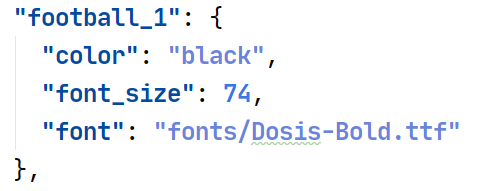 "football_1": {
"color": "black",
"font_size": 74,
"font": "fonts/Dosis-Bold.ttf"
},